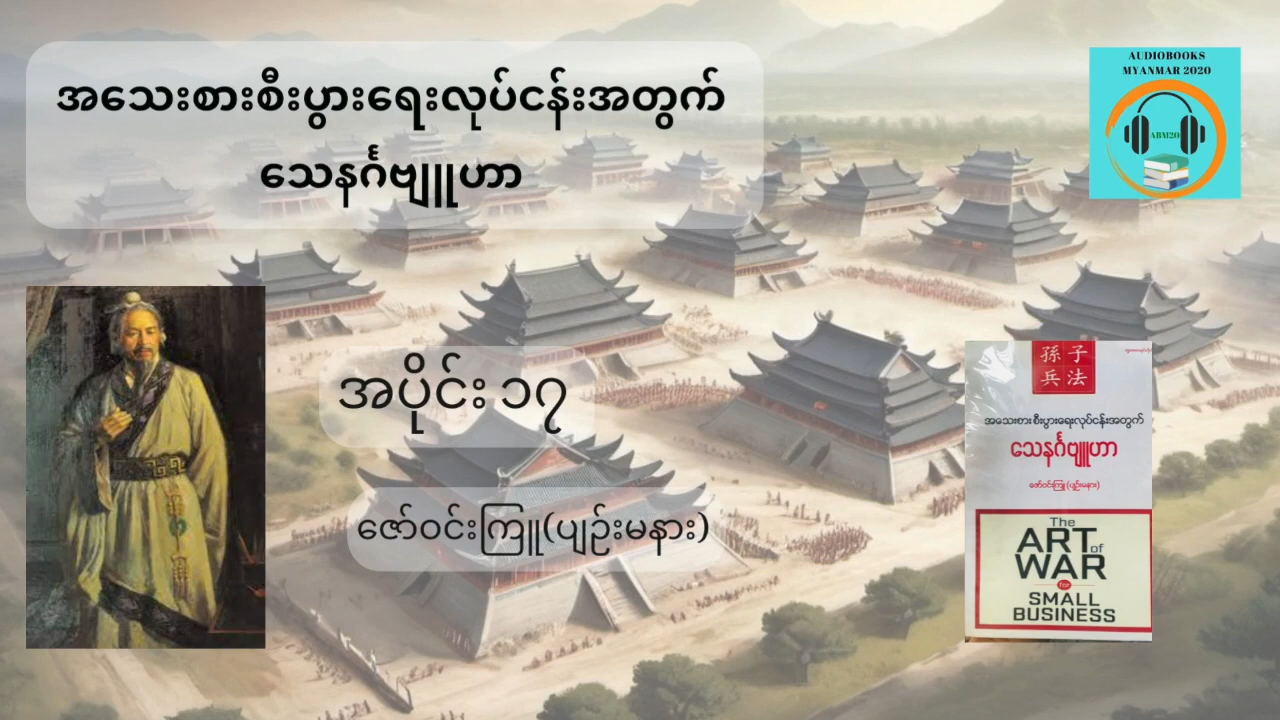 အသေးစားစီးပွားရေးလုပ်ငန်းအတွက်
သေနင်္ဂဗျူဟာ
AUDIOBOOKS
MYANMAR 2020
ABM20
အပိုင်း ၁၇
ဇော်ဝင်းကြူ(ပျဉ်းမနား)
孫子
兵法
အသေးစား စီးပွားရေးလုပ်ငန်းအတွက်
သေနင်္ဂဗျူဟာ
ဇော်ဝင်းကြူ (ပျဉ်းမနား)
The
ART of
WAR
for
SMALL
BUSINESS